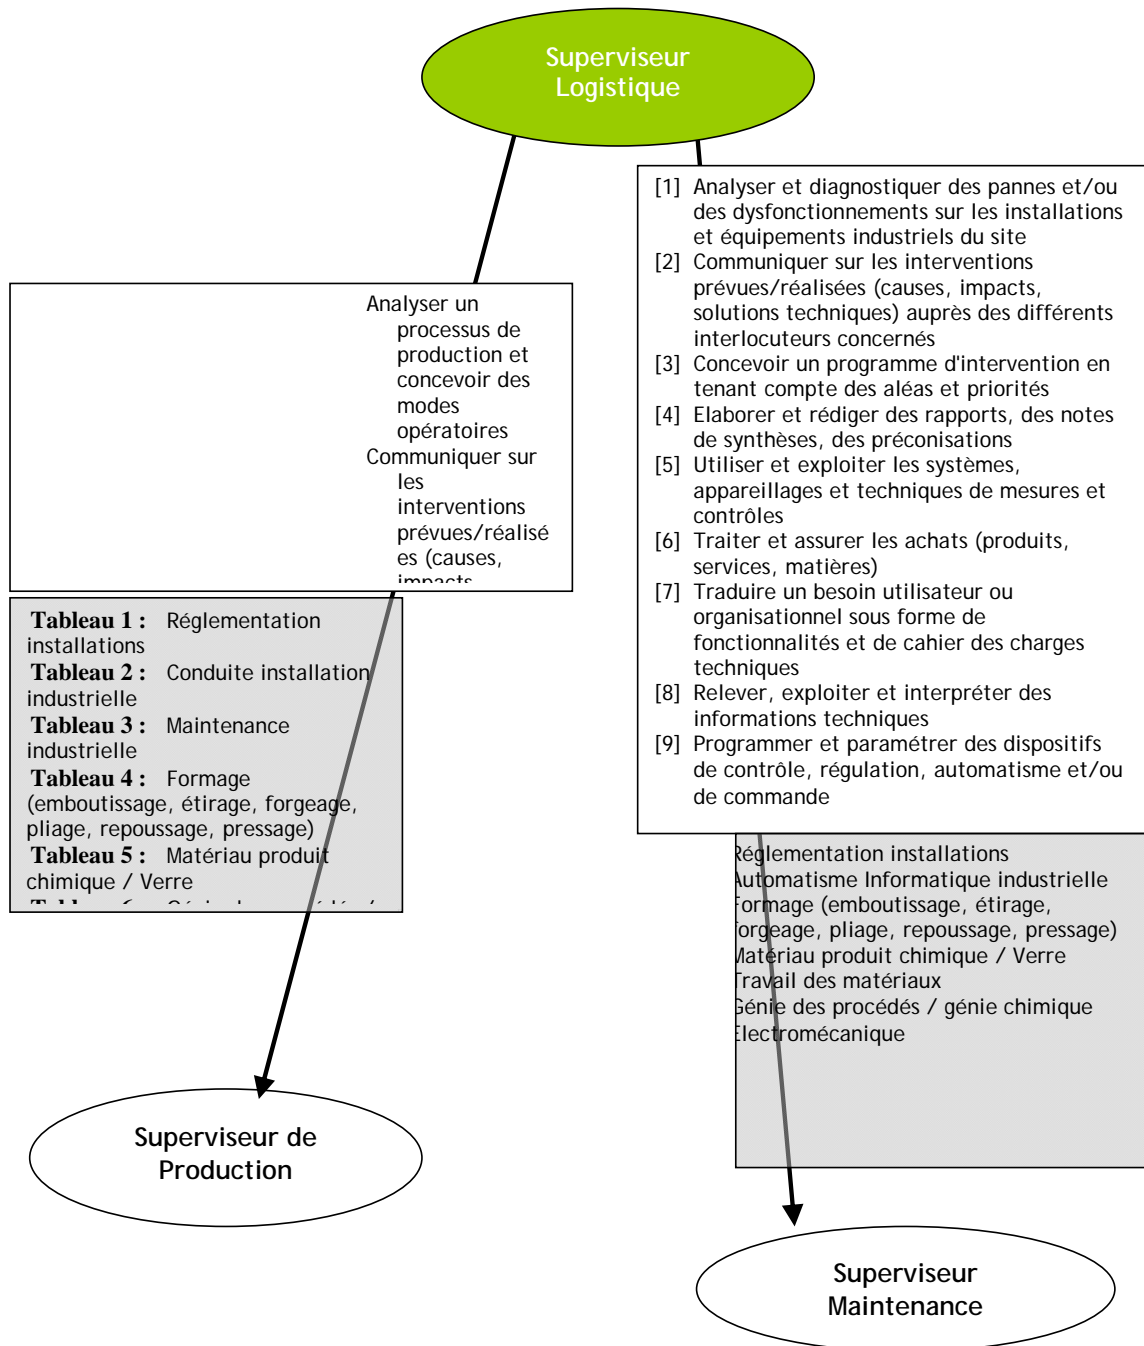 Superviseur
Logistique
[1] Analyser et diagnostiquer des pannes et/ou
des dysfonctionnements sur les installations
et équipements industriels du site
[2] Communiquer sur les interventions
prévues/réalisées (causes, impacts,
solutions techniques) auprès des différents
interlocuteurs concernés
[3] Concevoir un programme d'intervention en
tenant compte des aléas et priorités
[4] Elaborer et rédiger des rapports, des notes
de synthèses, des préconisations
[5] Utiliser et exploiter les systèmes,
appareillages et techniques de mesures et
contrôles
[6] Traiter et assurer les achats (produits,
services, matières)
[7] Traduire un besoin utilisateur ou
organisationnel sous forme de
fonctionnalités et de cahier des charges
techniques
[8] Relever, exploiter et interpréter des
informations techniques
[9] Programmer et paramétrer des dispositifs
de contrôle, régulation, automatisme et/ou
de commande
Analyser un
processus de
production et
concevoir des
modes
opératoires
Communiquer sur
les
interventions
prévues/réalisé
es (causes,
impacts
Tableau 1 : Réglementation
installations
Tableau 2 : Conduite installation
industrielle
Tableau 3 : Maintenance
industrielle
Tableau 4 : Formage
(emboutissage, étirage, forgeage,
pliage, repoussage, pressage)
Tableau 5 : Matériau produit
chimique / Verre
Réglementation installations
Automatisme Informatique industrielle
Formage (emboutissage, étirage,
forgeage, pliage, repoussage, pressage)
Matériau produit chimique / Verre
Travail des matériaux
Génie des procédés / génie chimique
Electromécanique
Superviseur de
Production
Superviseur
Maintenance